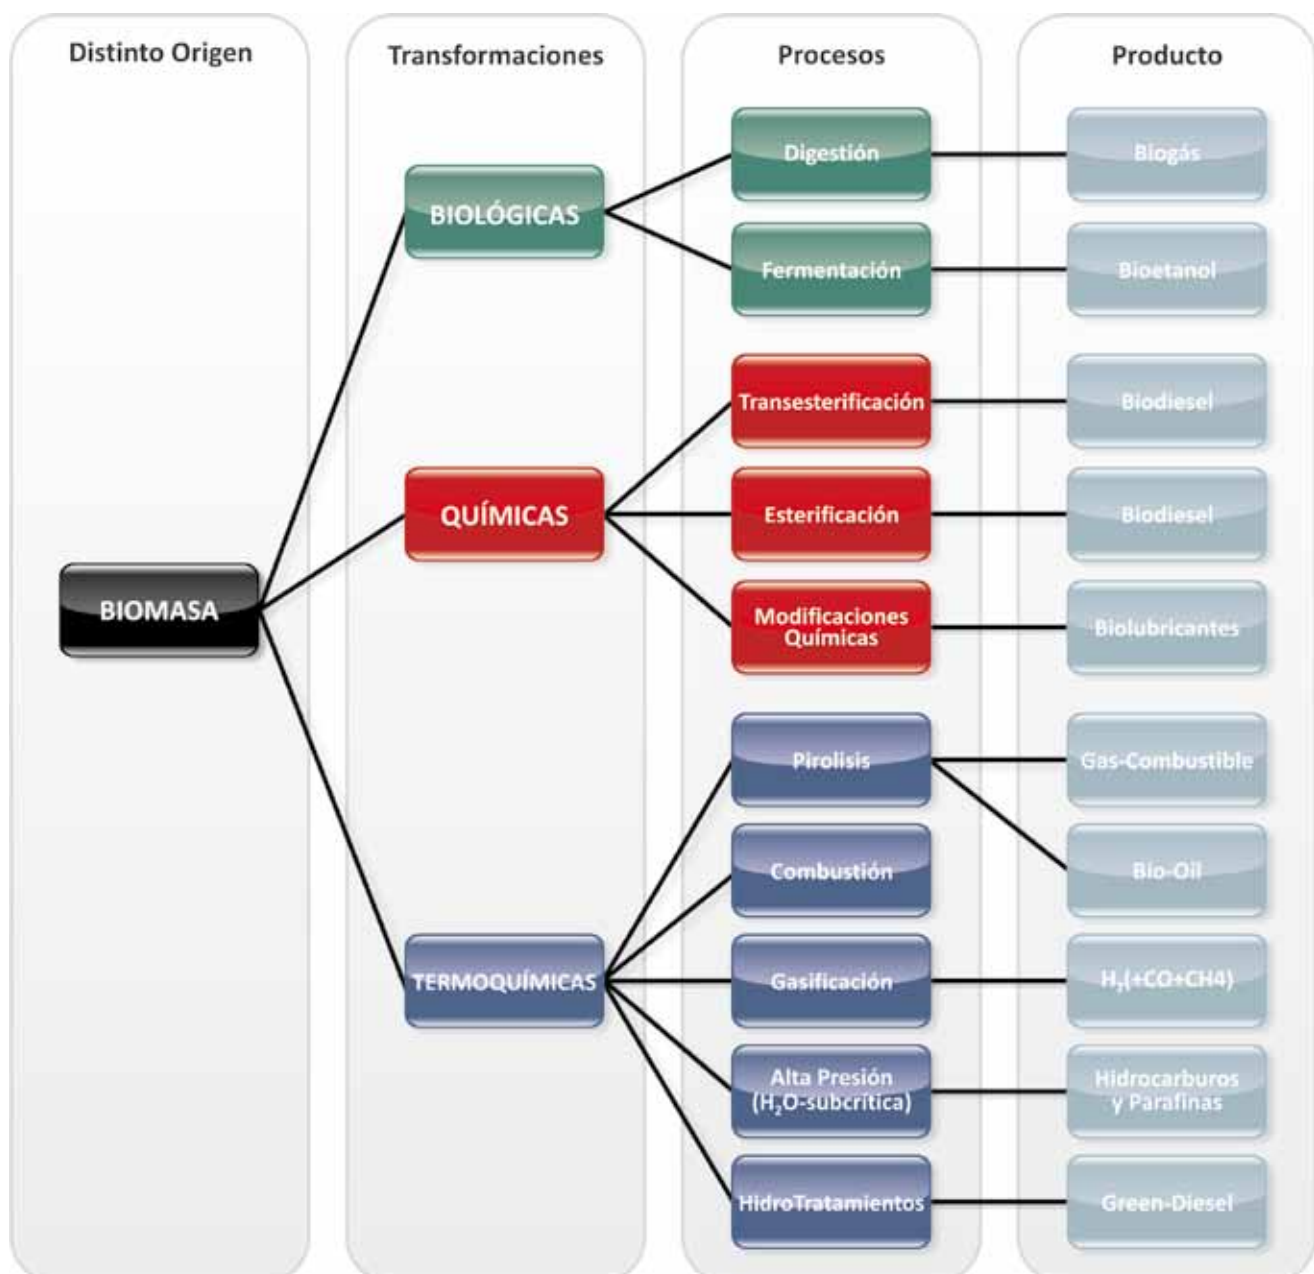 Distinto Origen
Transformaciones
Procesos
Producto
BIOMASA
BIOLÓGICAS
Digestión
Biogás
Fermentación
Bioetanol
QUÍMICAS
Transesterificación
Biodiesel
Esterificación
Biodiesel
Modificaciones
Químicas
Biolubricantes
TERMOQUÍMICAS
Pirolisis
Gas-Combustible
Bio-Oil
Combustión
Gasificación
H₂(+CO+CH4)
Alta Presión
(H₂O-subcrítica)
Hidrocarburos
y Parafinas
HidroTratamientos
Green-Diesel